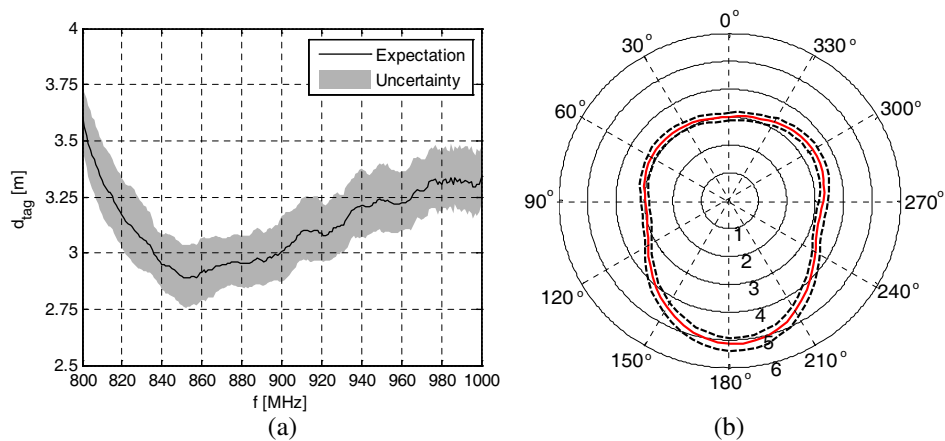 4
3.75
3.5
3.25
3
2.75
2.5
d_tag [m]
Expectation
Uncertainty
800 820 840 860 880 900 920 940 960 980 1000
f [MHz]
(a)
0°
30° 330°
60° 300°
90° 270°
120° 240°
150° 210°
180°
1
2
3
4
5
6
(b)